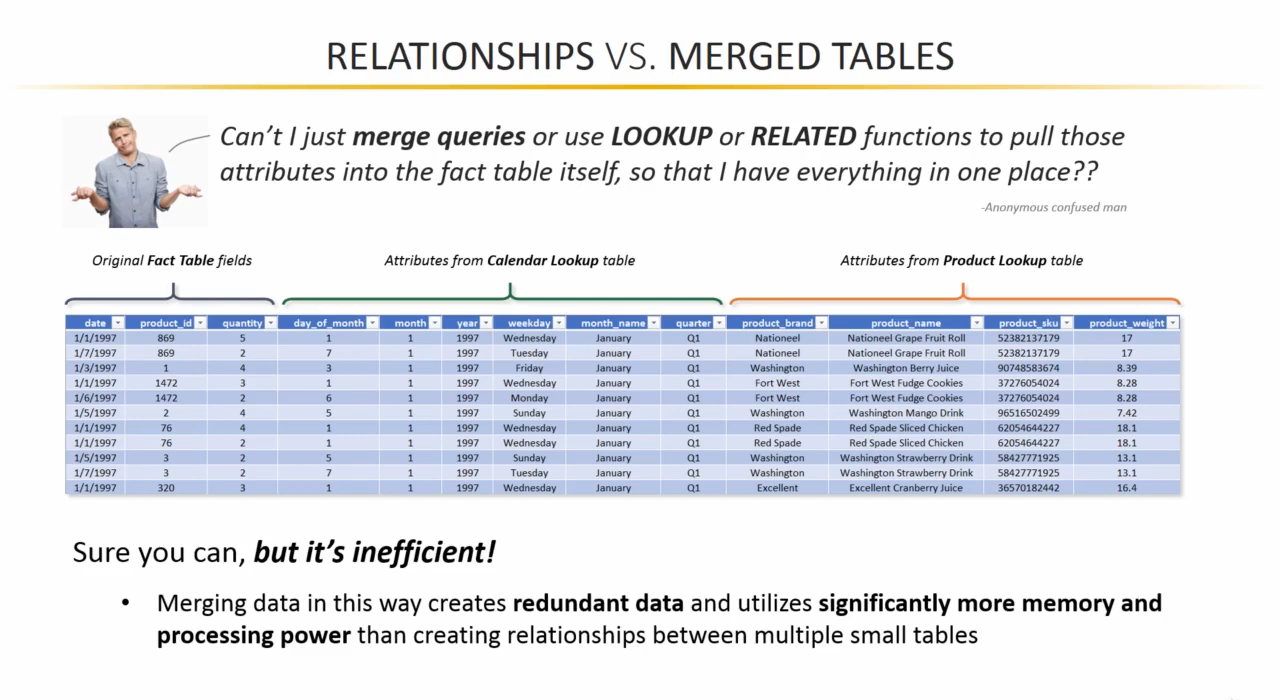 RELATIONSHIPS VS. MERGED TABLES
Can't I just merge queries or use LOOKUP or RELATED functions to pull those
attributes into the fact table itself, so that I have everything in one place??
-Anonymous confused man
Original Fact Table fields Attributes from Calendar Lookup table Attributes from Product Lookup table
date product_id quantity day_of_month month year weekday month_name quarter product_brand product_name product_sku product_weight
1/1/1997 869 5 1 1 1997 Wednesday January Q1 Nationeel Nationeel Grape Fruit Roll 52382137179 17
1/7/1997 869 2 7 1 1997 Tuesday January Q1 Nationeel Nationeel Grape Fruit Roll 52382137179 17
1/3/1997 1 4 3 1 1997 Friday January Q1 Washington Washington Berry Juice 90748583674 8.39
1/1/1997 1472 3 1 1 1997 Wednesday January Q1 Fort West Fort West Fudge Cookies 37276054024 8.28
1/6/1997 1472 2 6 1 1997 Monday January Q1 Fort West Fort West Fudge Cookies 37276054024 8.28
1/5/1997 2 4 5 1 1997 Sunday January Q1 Washington Washington Mango Drink 96516502499 7.42
1/1/1997 76 4 1 1 1997 Wednesday January Q1 Red Spade Red Spade Sliced Chicken 62054644227 18.1
1/1/1997 76 2 1 1 1997 Wednesday January Q1 Red Spade Red Spade Sliced Chicken 62054644227 18.1
1/5/1997 3 2 5 1 1997 Sunday January Q1 Washington Washington Strawberry Drink 58427771925 13.1
1/7/1997 3 2 7 1 1997 Tuesday January Q1 Washington Washington Strawberry Drink 58427771925 13.1
1/1/1997 320 3 1 1 1997 Wednesday January Q1 Excellent Excellent Cranberry Juice 36570182442 16.4
Sure you can, but it's inefficient!
• Merging data in this way creates redundant data and utilizes significantly more memory and
processing power than creating relationships between multiple small tables